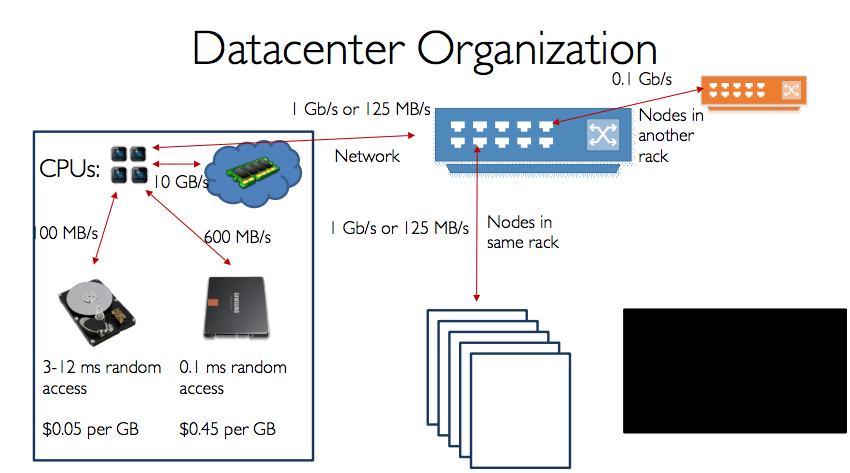 Datacenter Organization
0.1 Gb/s
1 Gb/s or 125 MB/s
Nodes in
another
rack
Network
CPUs:
10 GB/s
100 MB/s
600 MB/s
1 Gb/s or 125 MB/s
Nodes in
same rack
SAMSUNG
3-12 ms random
access
0.1 ms random
access
$0.05 per GB
$0.45 per GB